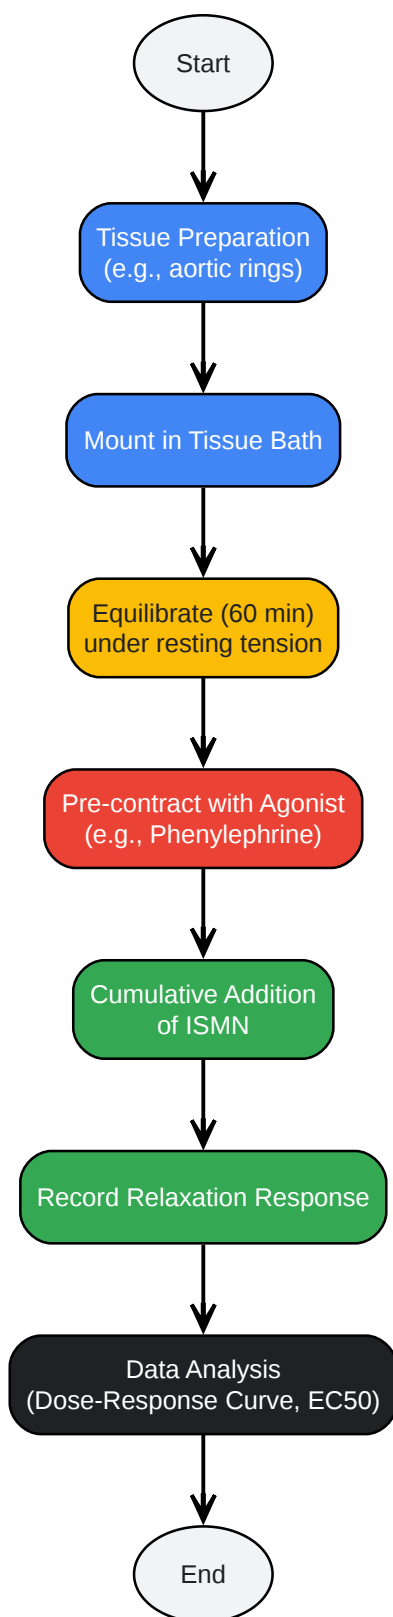 Start
Tissue Preparation
(e.g., aortic rings)
Mount in Tissue Bath
Equilibrate (60 min)
under resting tension
Pre-contract with Agonist
(e.g., Phenylephrine)
Cumulative Addition
of ISMN
Record Relaxation Response
Data Analysis
(Dose-Response Curve, EC50)
End